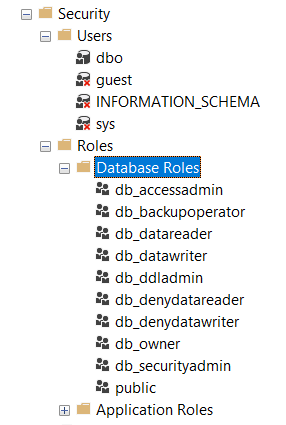 Security
Users
dbo
guest
INFORMATION_SCHEMA
sys
Roles
Database Roles
db_accessadmin
db_backupoperator
db_datareader
db_datawriter
db_ddladmin
db_denydatareader
db_denydatawriter
db_owner
db_securityadmin
public
Application Roles